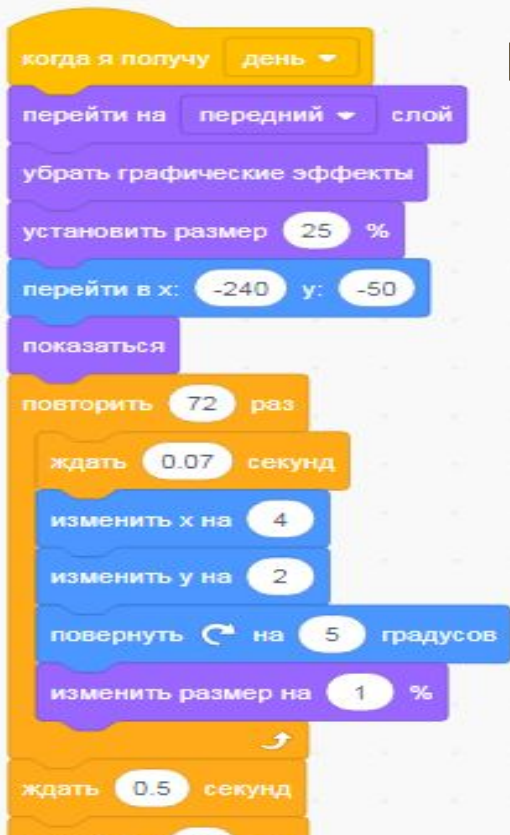 когда я получу день
перейти на передний слой
убрать графические эффекты
установить размер 25 %
перейти в x: -240 y: -50
показаться
повторить 72 раз
ждать 0.07 секунд
изменить x на 4
изменить y на 2
повернуть на 5 градусов
изменить размер на 1 %
ждать 0.5 секунд